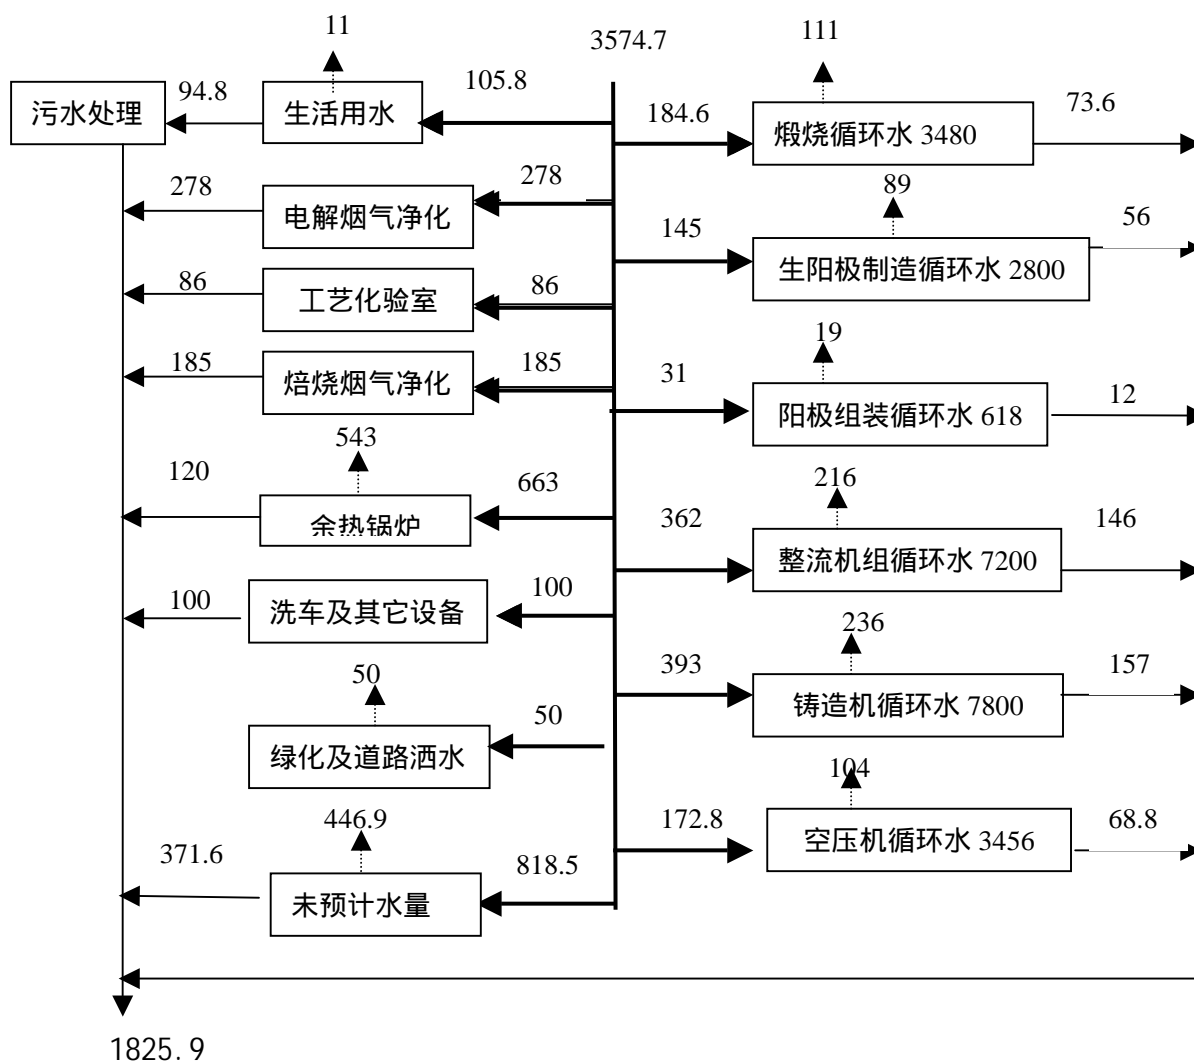 11
3574.7
111
污水处理
94.8
生活用水
105.8
184.6
煅烧循环水 3480
73.6
278
电解烟气净化
278
145
89
生阳极制造循环水 2800
56
86
工艺化验室
86
185
焙烧烟气净化
185
31
19
阳极组装循环水 618
12
543
120
余热锅炉
663
362
216
整流机组循环水 7200
146
100
洗车及其它设备
100
393
236
铸造机循环水 7800
157
50
绿化及道路洒水
50
104
172.8
空压机循环水 3456
68.8
446.9
371.6
未预计水量
818.5
1825.9